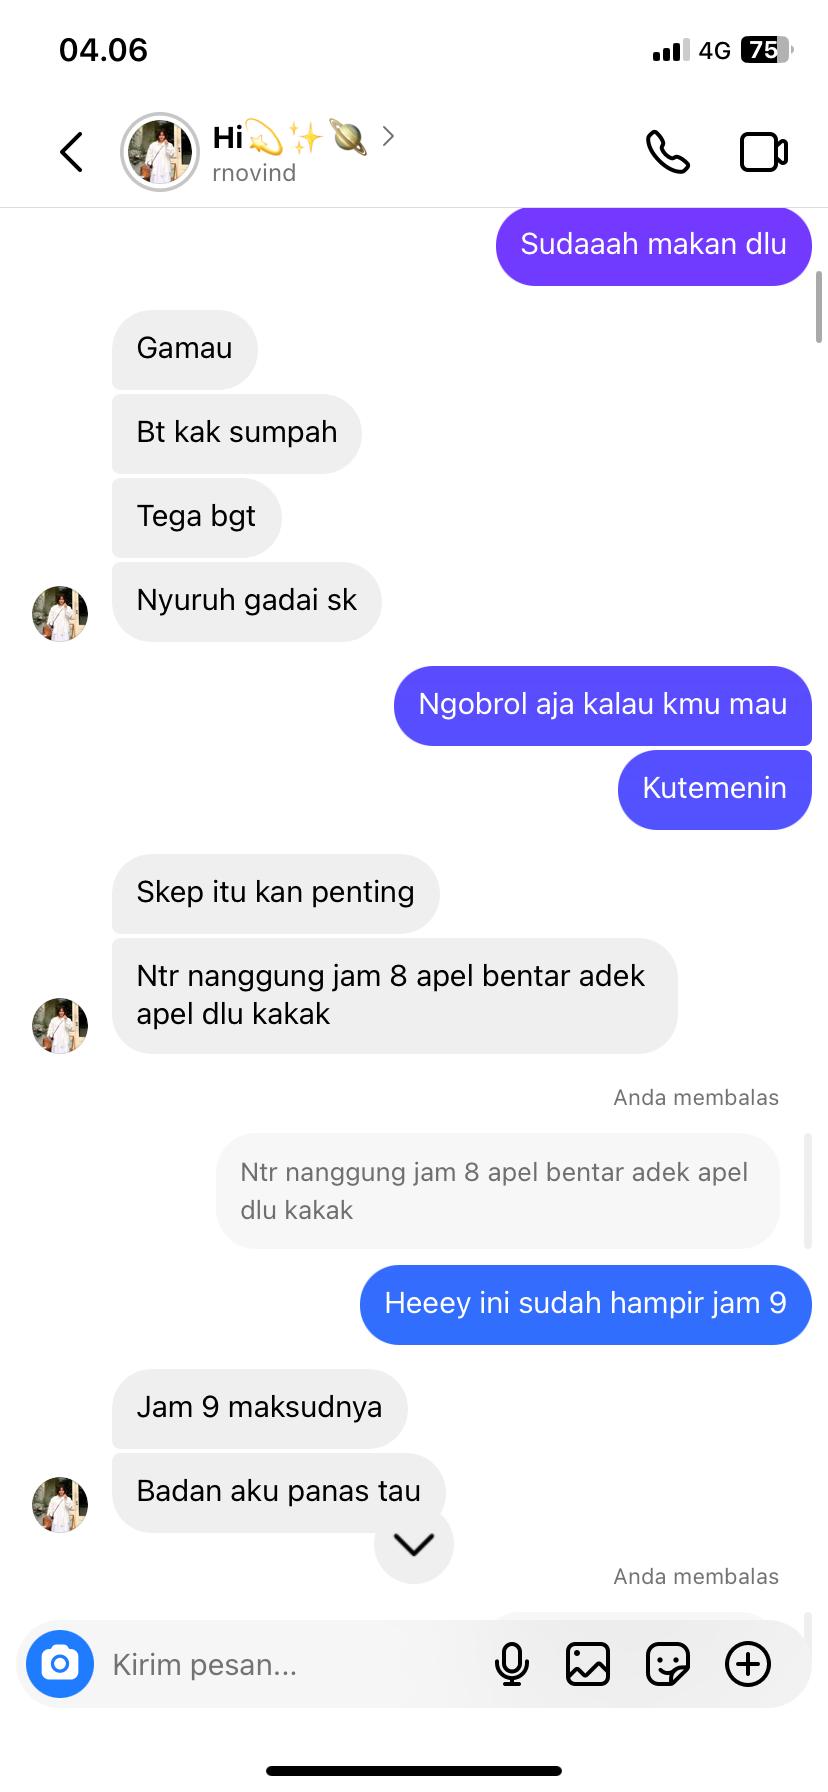 04.06
4G 75
Hi💫✨🪐
rnovind
Sudaaah makan dlu
Gamau
Bt kak sumpah
Tega bgt
Nyuruh gadai sk
Ngobrol aja kalau kmu mau
Kutemenin
Skep itu kan penting
Ntr nanggung jam 8 apel bentar adek
apel dlu kakak
Anda membalas
Ntr nanggung jam 8 apel bentar adek apel
dlu kakak
Heeey ini sudah hampir jam 9
Jam 9 maksudnya
Badan aku panas tau
Anda membalas
Kirim pesan...